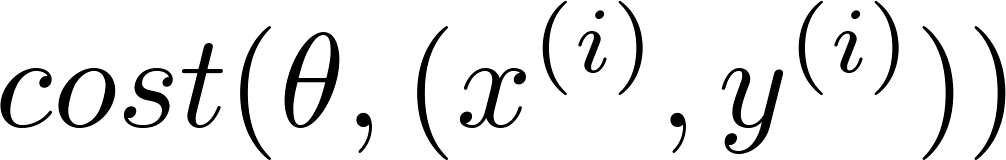 cost(θ, (x^{(i)}, y^{(i)}))